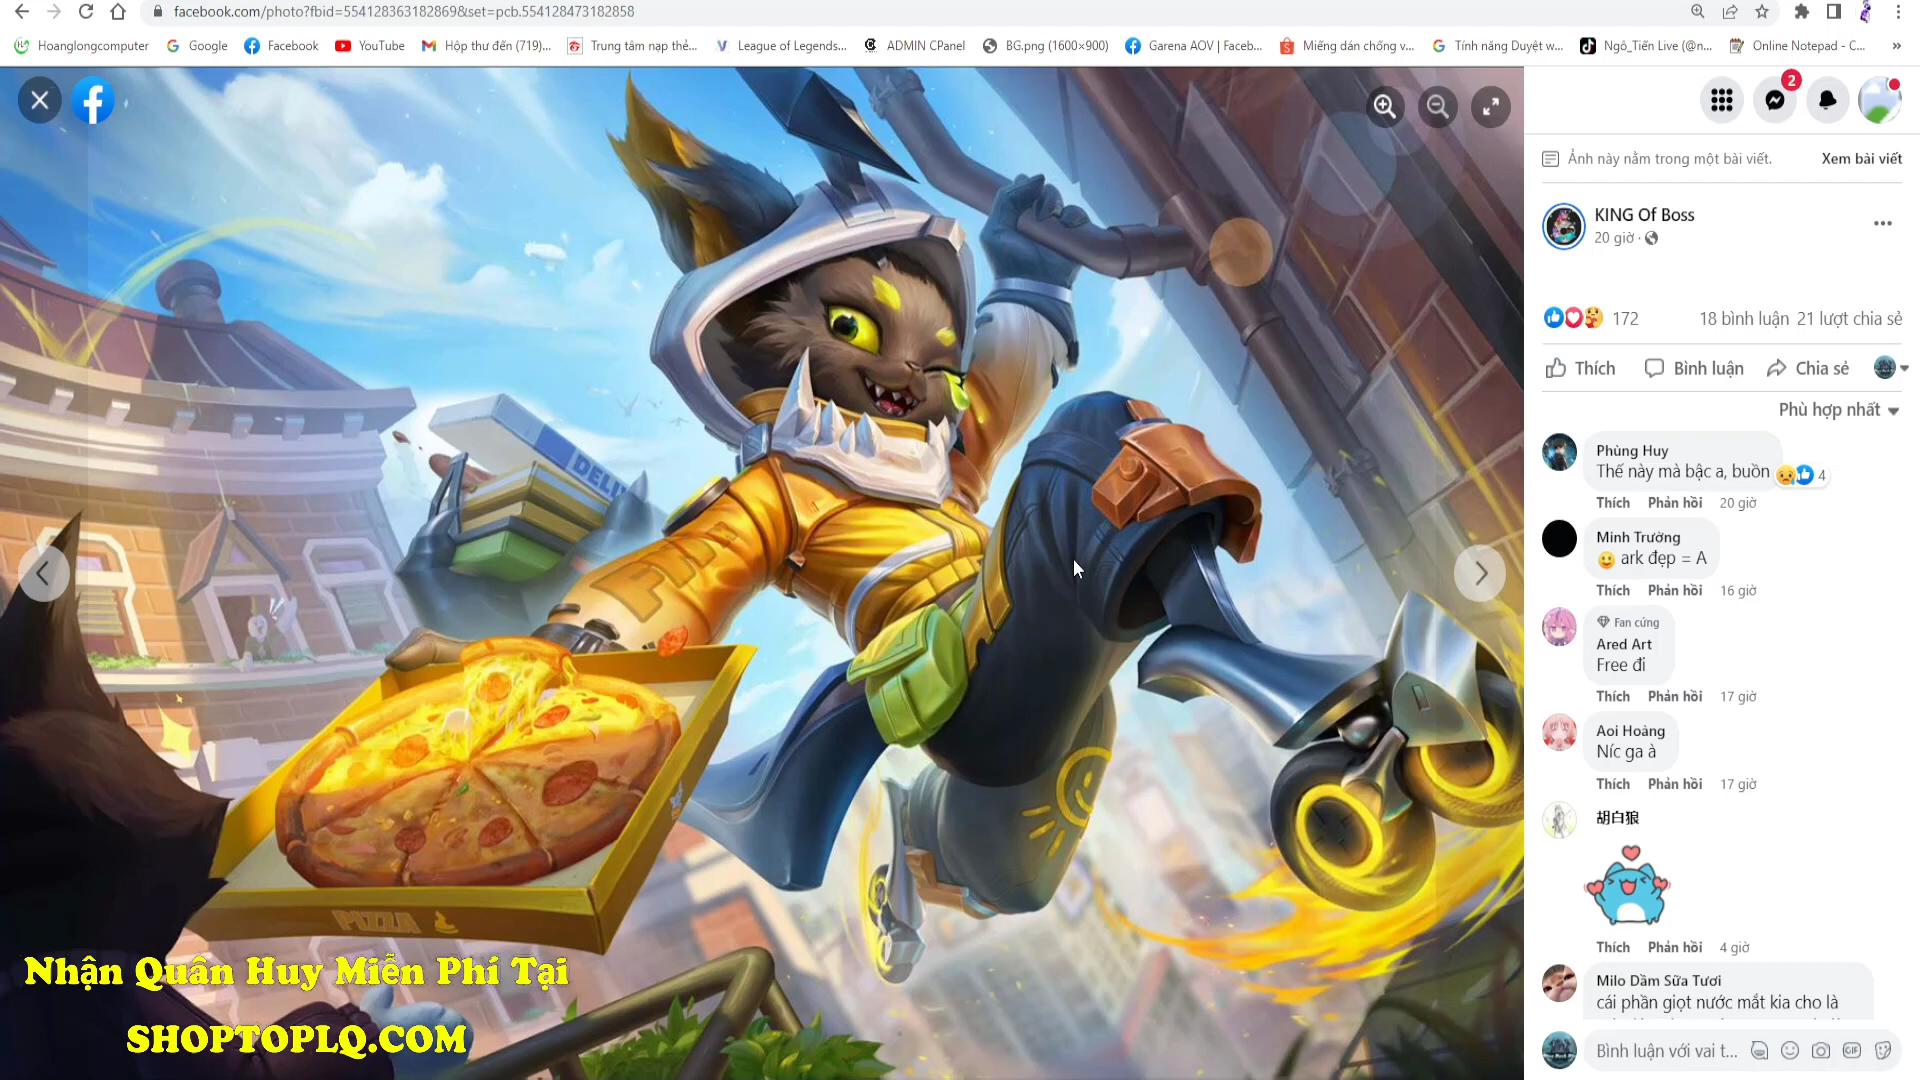 facebook.com/photo?fbid=554128363182869&set=pcb.554128473182858
Hoanglongcomputer
Google
Facebook
YouTube
Hộp thư đến (719)...
Trung tâm nạp thẻ...
League of Legends...
ADMIN CPanel
BG.png (1600×900)
Garena AOV | Faceb...
Miếng dán chống v...
Tính năng Duyệt w...
Ngô_Tiến Live (@n...
Online Notepad - C...
2
Ảnh này nằm trong một bài viết.
Xem bài viết
KING Of Boss
20 giờ ·
172
18 bình luận 21 lượt chia sẻ
Thích
Bình luận
Chia sẻ
Phù hợp nhất
Phùng Huy
Thế này mà bậc a, buồn
4
Thích Phản hồi 20 giờ
Minh Trường
ark đẹp = A
Thích Phản hồi 16 giờ
Fan cứng
Ared Art
Free đi
Thích Phản hồi 17 giờ
Aoi Hoàng
Níc ga à
Thích Phản hồi 17 giờ
胡白狼
Thích Phản hồi 4 giờ
Milo Dầm Sữa Tươi
cái phần giọt nước mắt kia cho là
Bình luận với vai t...
GIF
PIZZA
Nhận Quân Huy Miễn Phí Tại
SHOPTOPLQ.COM